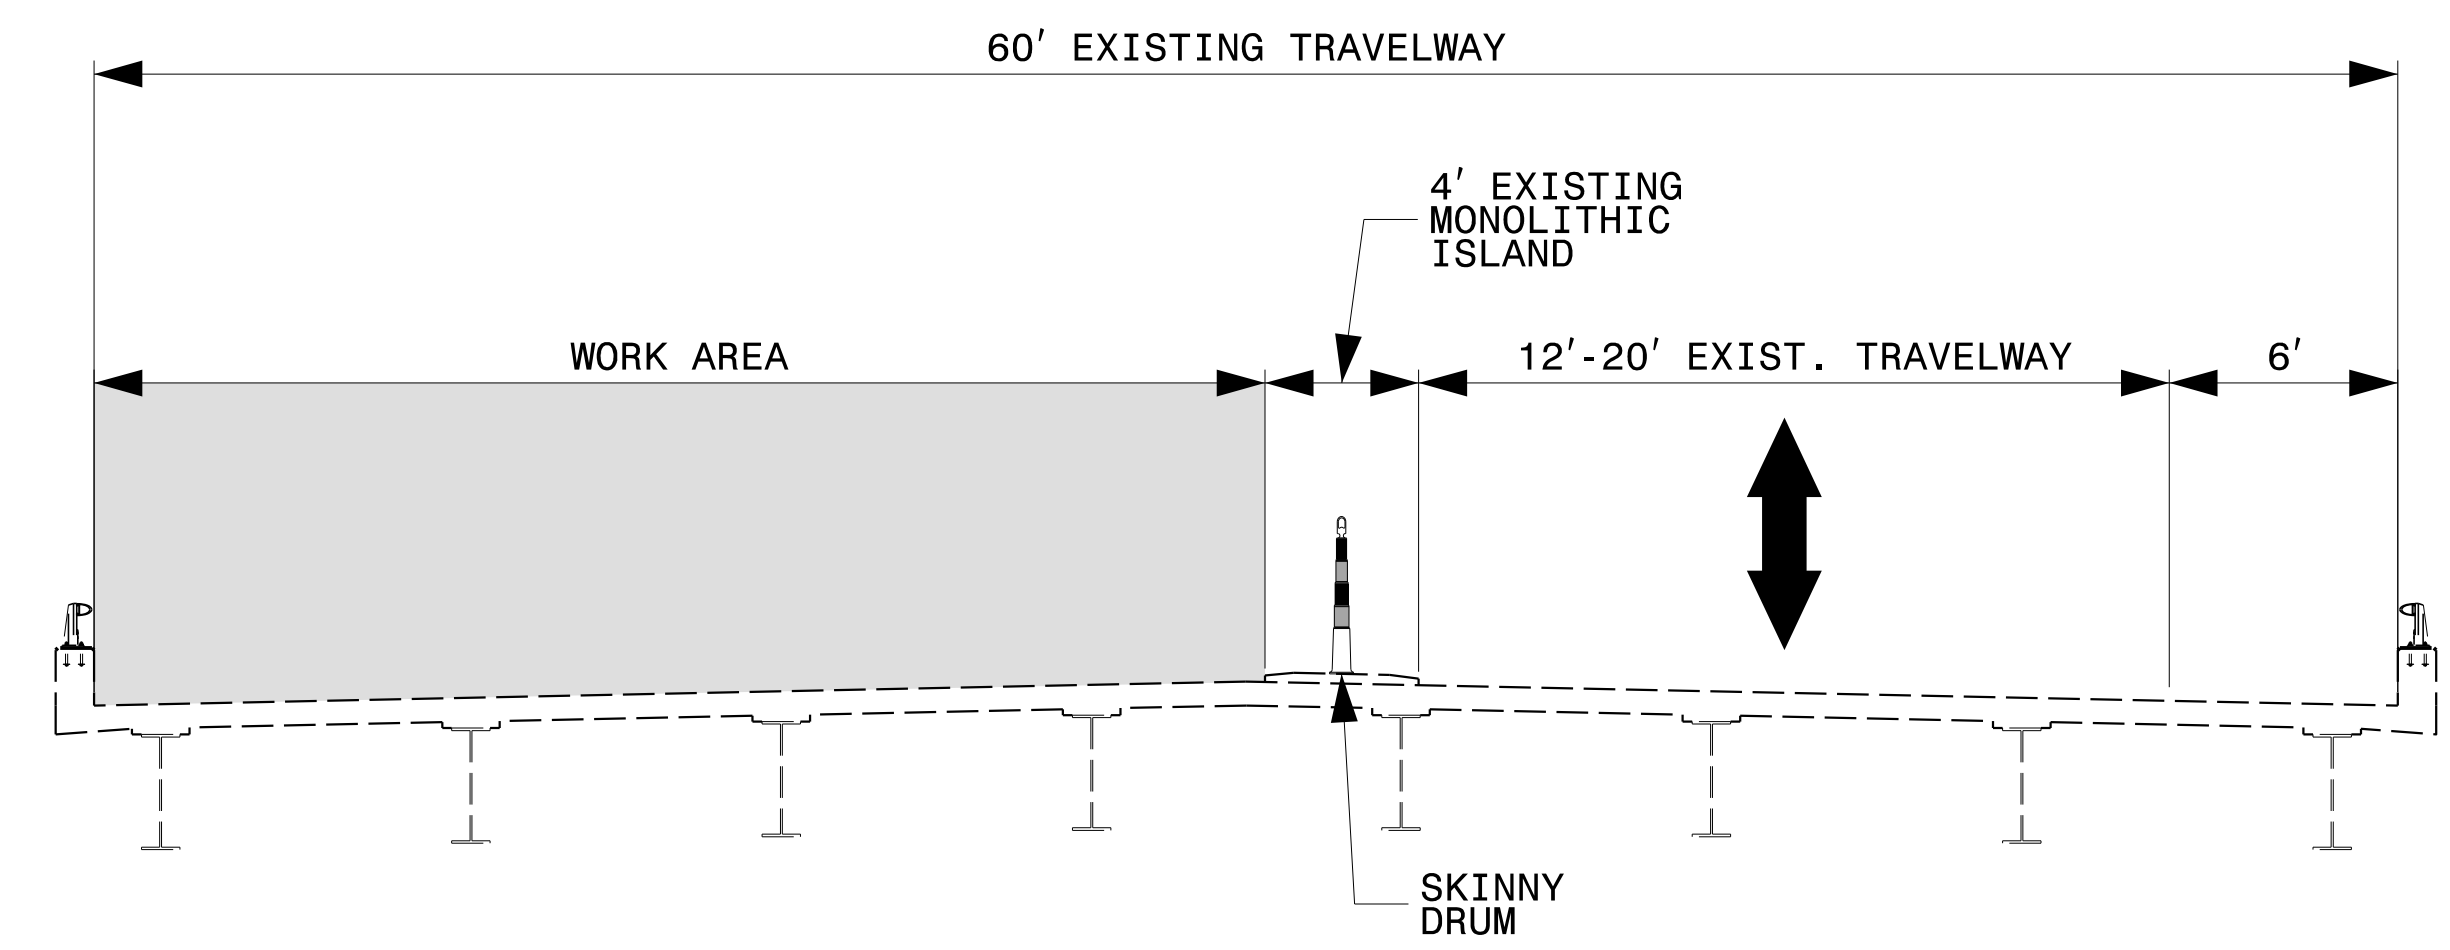 60' EXISTING TRAVELWAY
4' EXISTING
MONOLITHIC
ISLAND
WORK AREA
12'-20' EXIST. TRAVELWAY
6'
SKINNY
DRUM